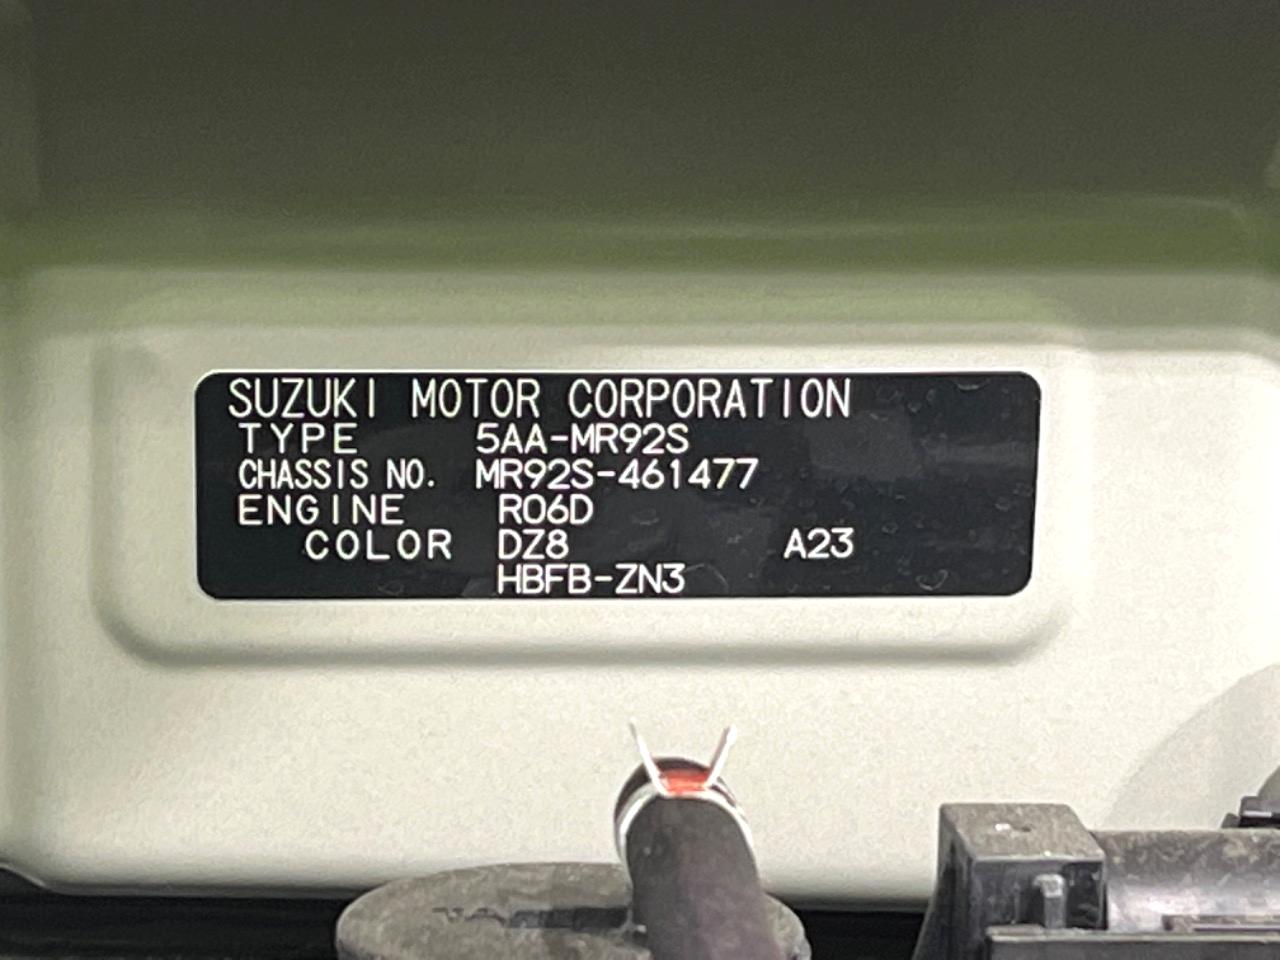 SUZUKI MOTOR CORPORATION
TYPE 5AA-MR92S
CHASSIS NO. MR92S-461477
ENGINE R06D
COLOR DZ8 A23
HBFB-ZN3